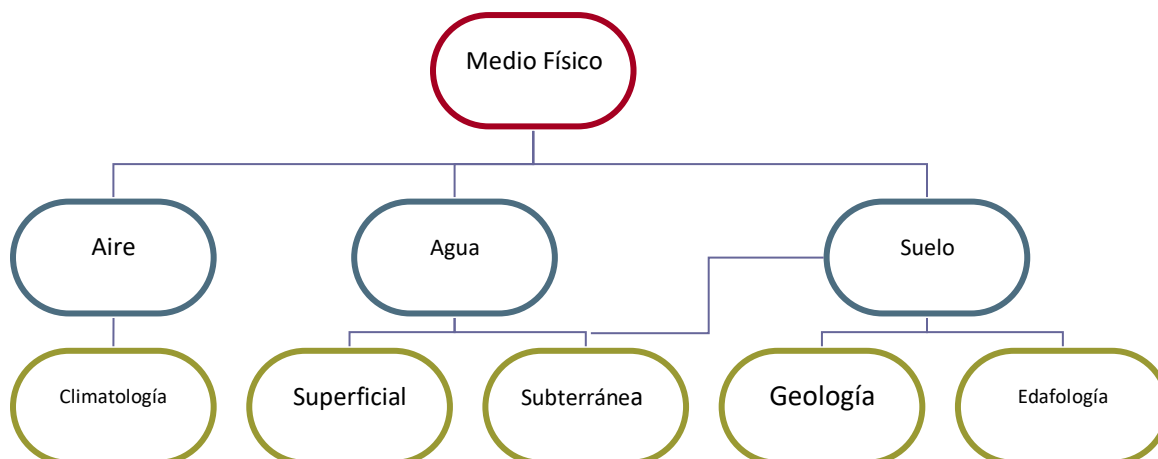 Medio Físico
Aire
Agua
Suelo
Climatología
Superficial
Subterránea
Geología
Edafología